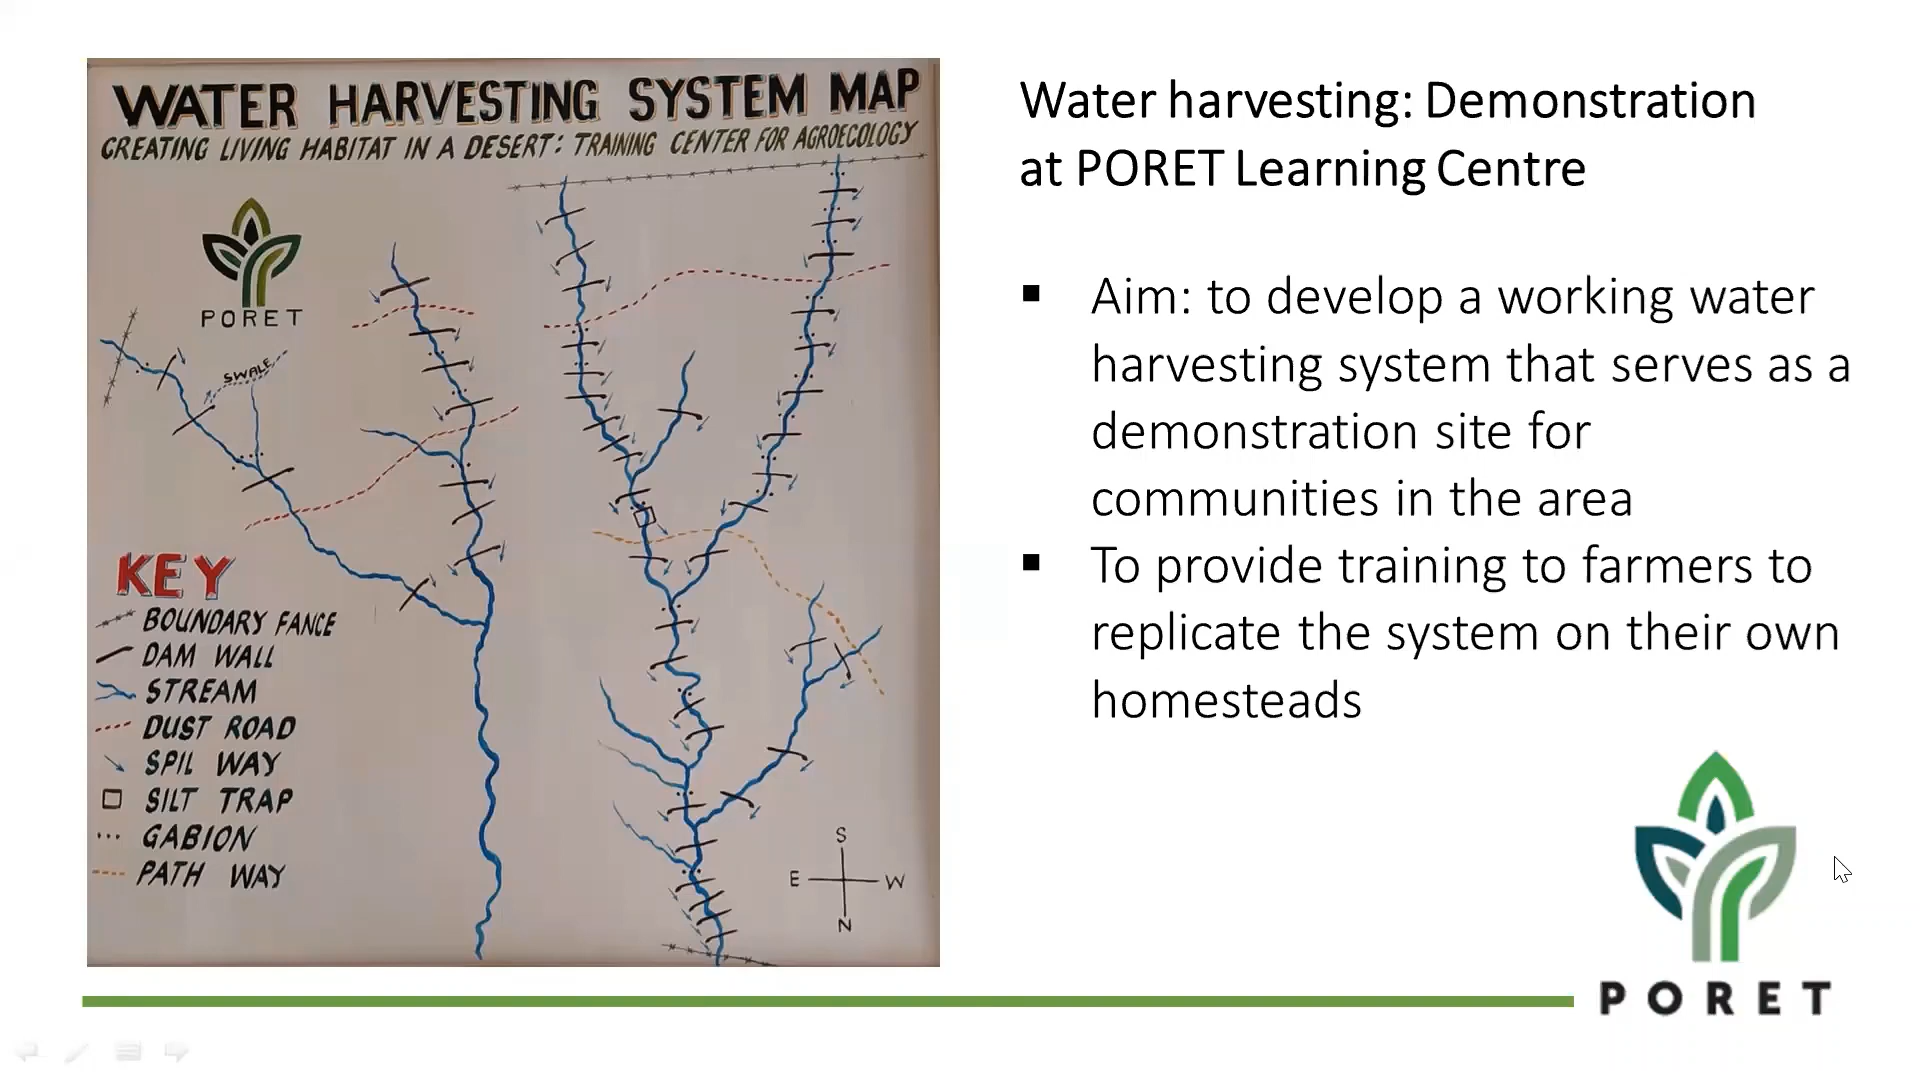 WATER HARVESTING SYSTEM MAP
CREATING LIVING HABITAT IN A DESERT: TRAINING CENTER FOR AGROECOLOGY
PORET
SWALE
KEY
BOUNDARY FANCE
DAM WALL
STREAM
DUST ROAD
SPIL WAY
SILT TRAP
GABION
PATH WAY
S
E W
N
Water harvesting: Demonstration
at PORET Learning Centre
▪ Aim: to develop a working water
harvesting system that serves as a
demonstration site for
communities in the area
▪ To provide training to farmers to
replicate the system on their own
homesteads
PORET